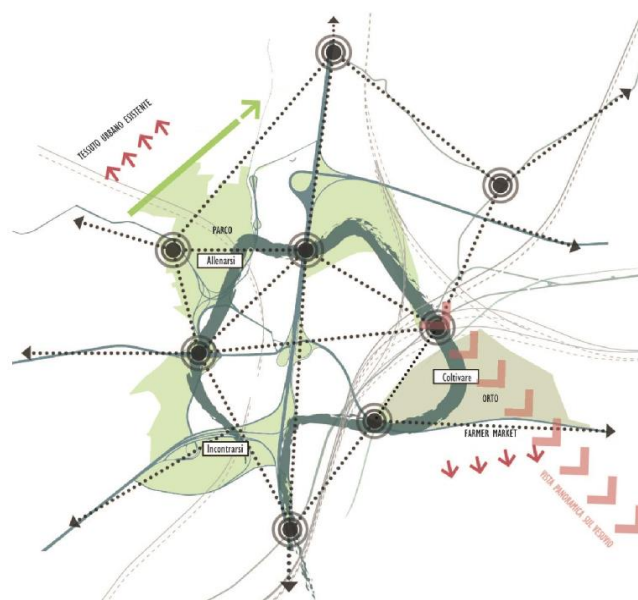 TESSUTO URBANO ESISTENTE
PARCO
Allenarsi
Coltivare
ORTO
FARMER MARKET
Incontrarsi
VISTA PANORAMICA SUL VESUVIO